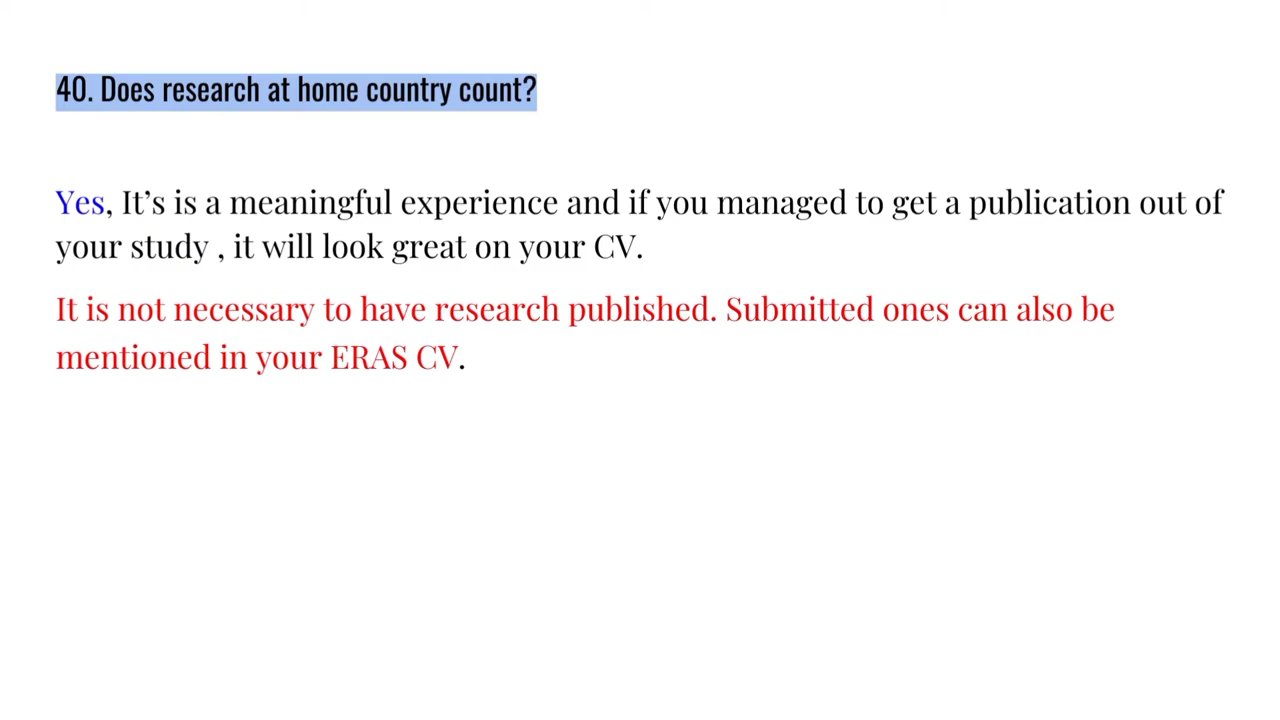 40. Does research at home country count?
Yes, It’s is a meaningful experience and if you managed to get a publication out of
your study , it will look great on your CV.
It is not necessary to have research published. Submitted ones can also be
mentioned in your ERAS CV.